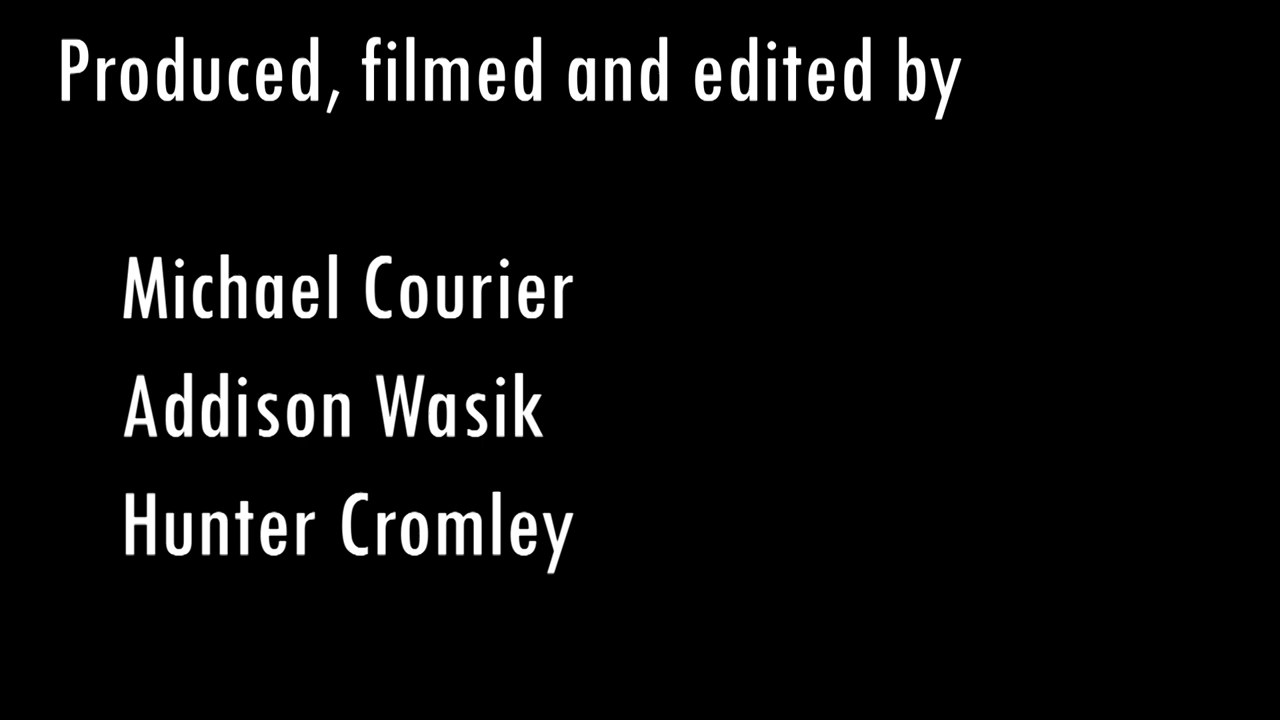 Produced, filmed and edited by
Michael Courier
Addison Wasik
Hunter Cromley